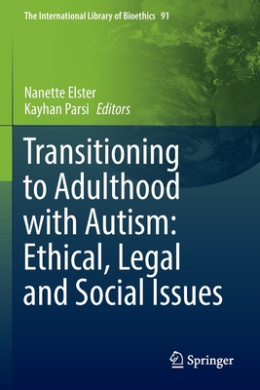 The International Library of Bioethics 91
Nanette Elster
Kayhan Parsi Editors
Transitioning
to Adulthood
with Autism:
Ethical, Legal
and Social Issues
Springer